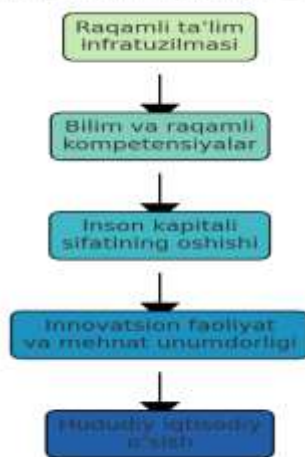 Raqamli ta'lim
infratuzilmasi
Bilim va raqamli
kompetensiyalar
Inson kapitali
sifatining oshishi
Innovatsion faoliyat
va mehnat unumdorligi
Hududiy iqtisodiy
o'sish